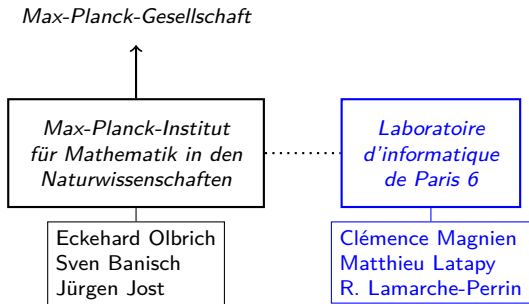 Max-Planck-Gesellschaft
Max-Planck-Institut
für Mathematik in den
Naturwissenschaften
Laboratoire
d'informatique
de Paris 6
Eckehard Olbrich
Sven Banisch
Jürgen Jost
Clémence Magnien
Matthieu Latapy
R. Lamarche-Perrin